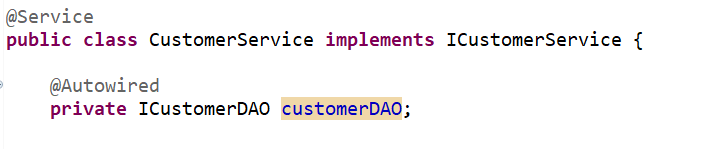 @Service
public class CustomerService implements ICustomerService {
@Autowired
private ICustomerDAO customerDAO;